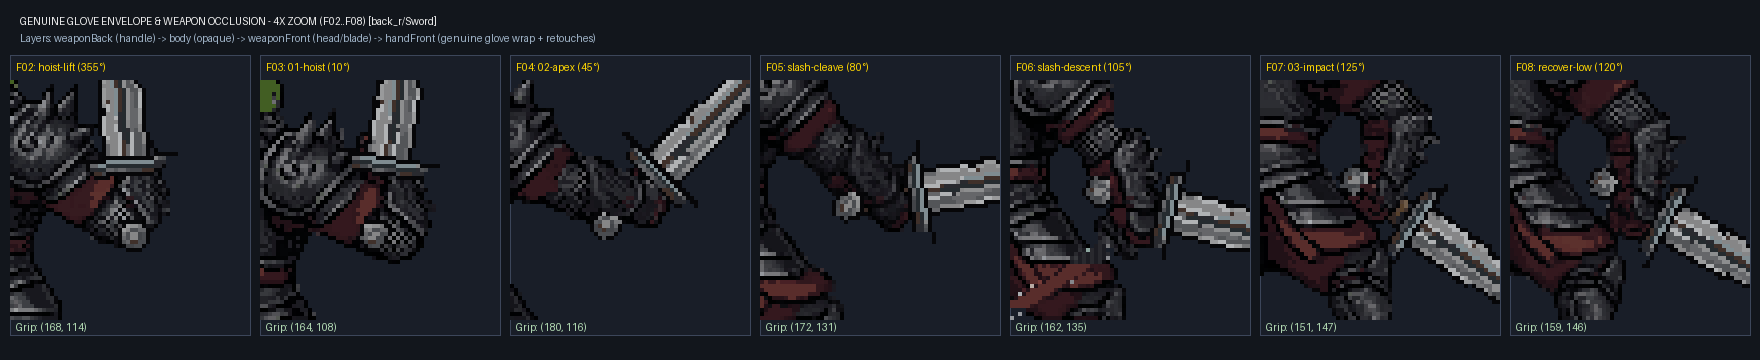 GENUINE GLOVE ENVELOPE & WEAPON OCCLUSION - 4X ZOOM (F02..F08) [back_r/Sword]
Layers: weaponBack (handle) -> body (opaque) -> weaponFront (head/blade) -> handFront (genuine glove wrap + retouches)
F02: hoist-lift (355°)
F03: 01-hoist (10°)
F04: 02-apex (45°)
F05: slash-cleave (80°)
F06: slash-descent (105°)
F07: 03-impact (125°)
F08: recover-low (120°)
Grip: (168, 114)
Grip: (164, 108)
Grip: (180, 116)
Grip: (172, 131)
Grip: (162, 135)
Grip: (151, 147)
Grip: (159, 146)